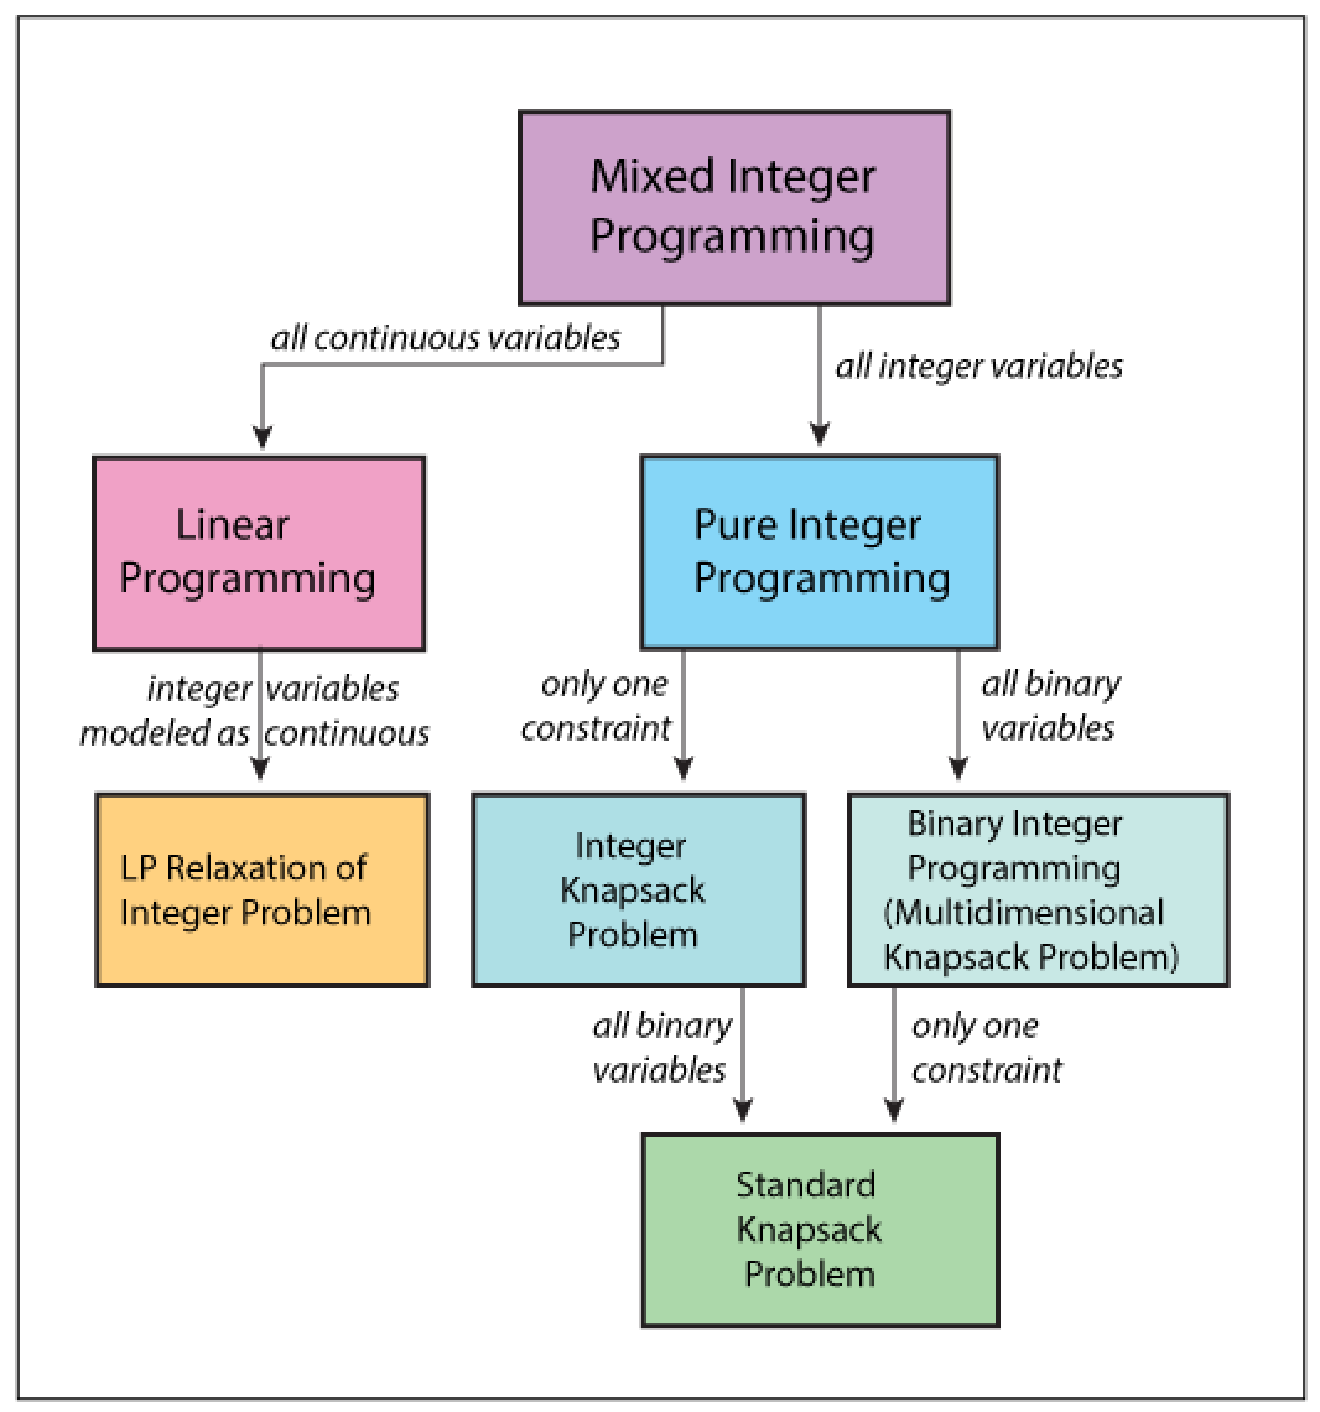 Mixed Integer
Programming
all continuous variables
all integer variables
Linear
Programming
Pure Integer
Programming
integer variables
modeled as continuous
only one
constraint
all binary
variables
LP Relaxation of
Integer Problem
Integer
Knapsack
Problem
Binary Integer
Programming
(Multidimensional
Knapsack Problem)
all binary
variables
only one
constraint
Standard
Knapsack
Problem